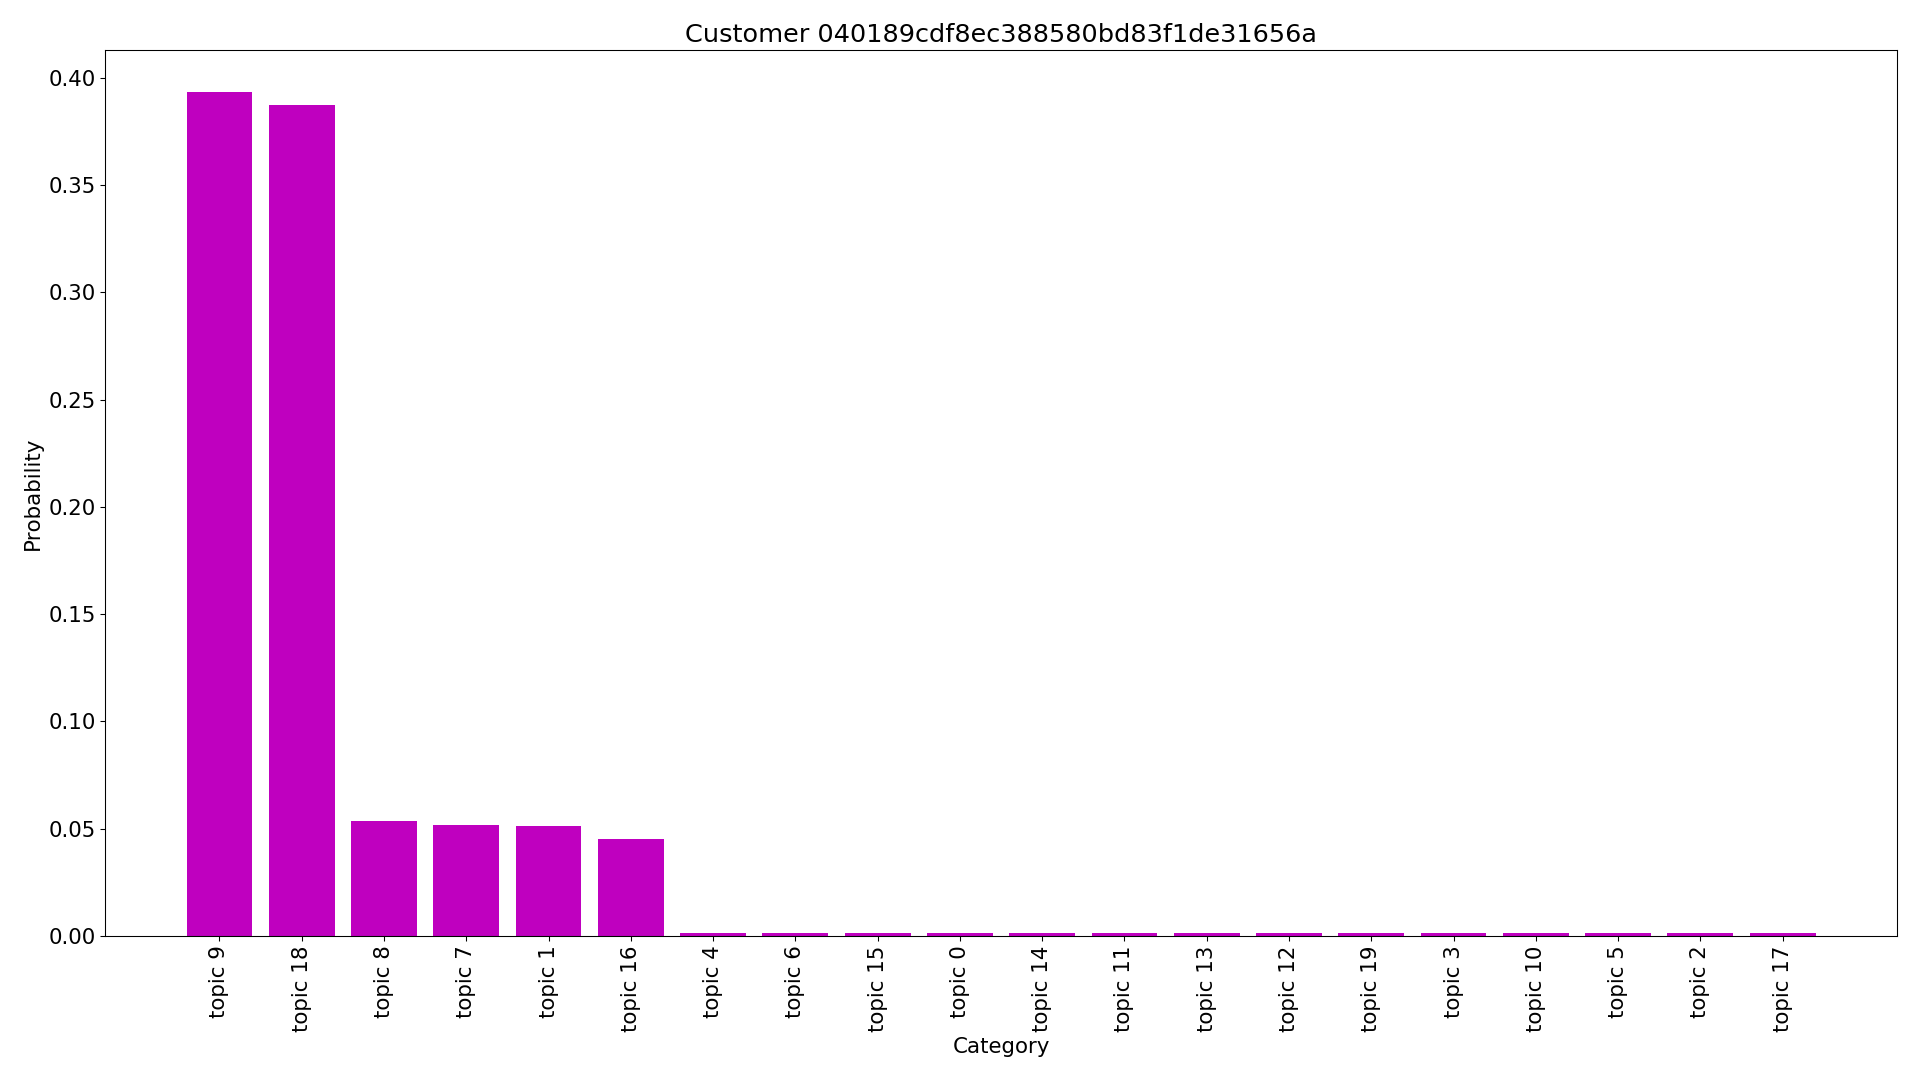 Customer 040189cdf8ec388580bd83f1de31656a
0.40
0.35
0.30
0.25
0.20
0.15
0.10
0.05
0.00
Probability
topic 9
topic 18
topic 8
topic 7
topic 1
topic 16
topic 4
topic 6
topic 15
topic 0
topic 14
topic 11
topic 13
topic 12
topic 19
topic 3
topic 10
topic 5
topic 2
topic 17
Category